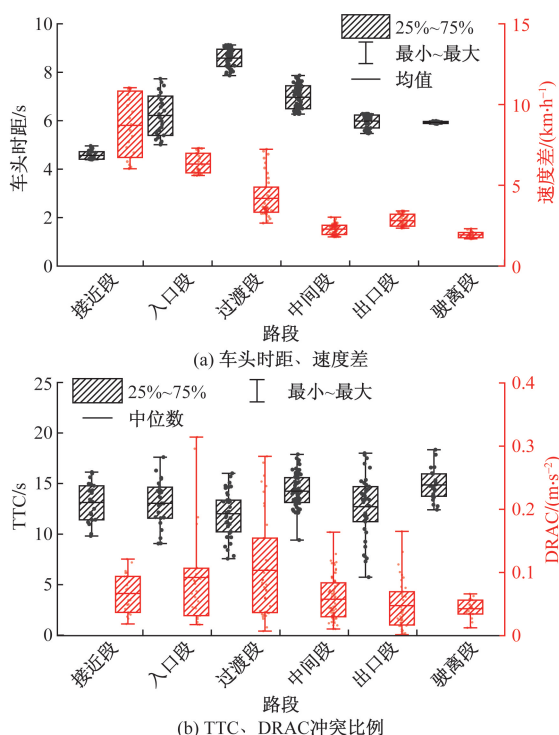 10
8
6
4
2
0
车头时距/s
25%~75%
最小~最大
均值
15
10
5
0
速度差/(km·h⁻¹)
接近段
入口段
过渡段
中间段
出口段
驶离段
路段
(a) 车头时距、速度差
25
20
15
10
5
0
TTC/s
25%~75%
最小~最大
中位数
0.4
0.3
0.2
0.1
0
DRAC/(m·s⁻²)
接近段
入口段
过渡段
中间段
出口段
驶离段
路段
(b) TTC、DRAC冲突比例